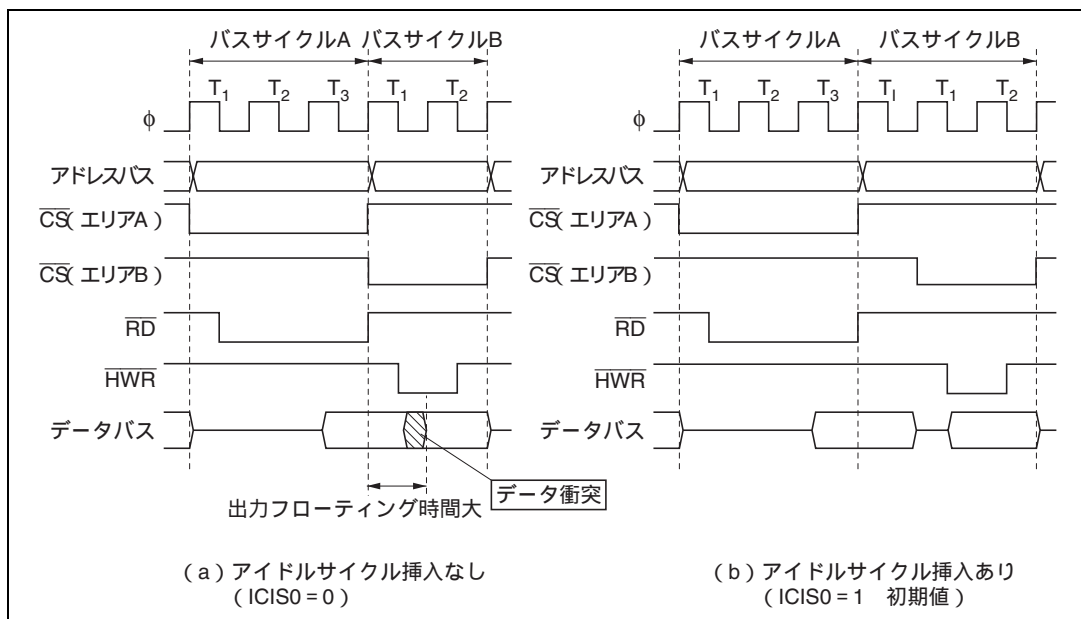 バスサイクルA バスサイクルB
T1 T2 T3 T1 T2
φ
アドレスバス
CS(エリアA)
CS(エリアB)
RD
HWR
データバス
データ衝突
出力フローティング時間大
(a)アイドルサイクル挿入なし
(ICIS0=0)
バスサイクルA バスサイクルB
T1 T2 T3 TI T1 T2
φ
アドレスバス
CS(エリアA)
CS(エリアB)
RD
HWR
データバス
(b)アイドルサイクル挿入あり
(ICIS0=1 初期値)